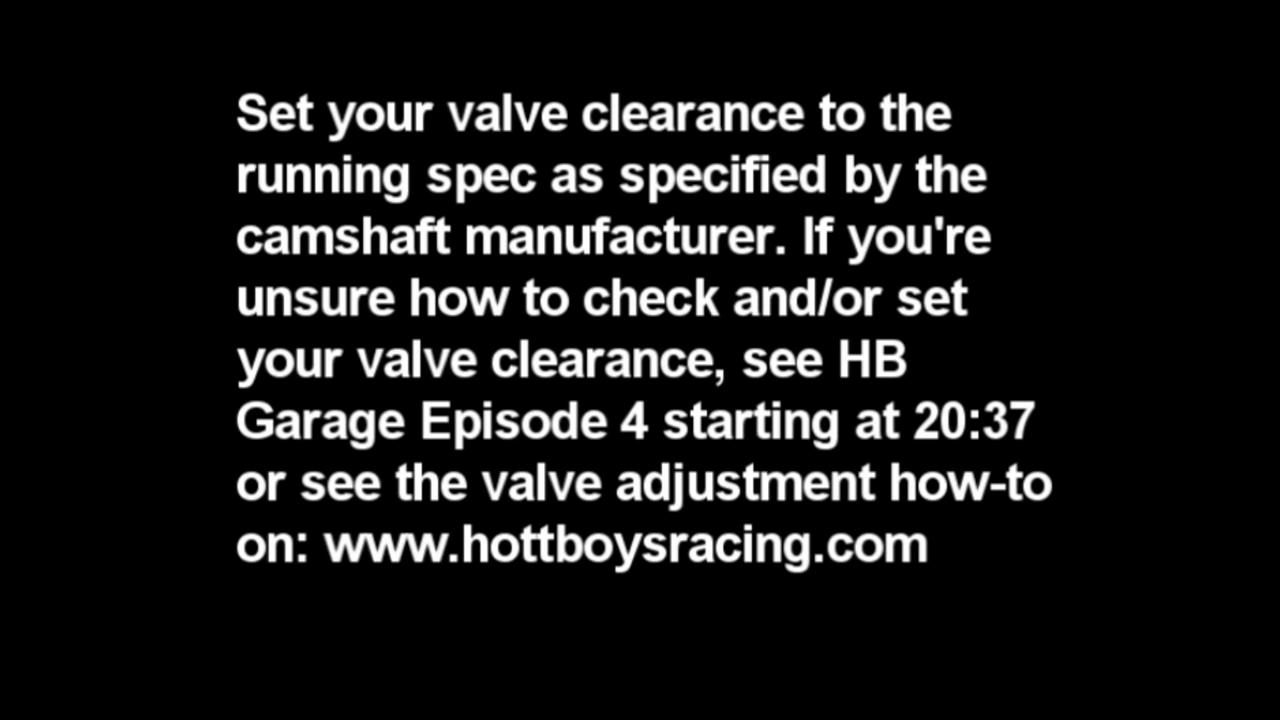 Set your valve clearance to the
running spec as specified by the
camshaft manufacturer. If you're
unsure how to check and/or set
your valve clearance, see HB
Garage Episode 4 starting at 20:37
or see the valve adjustment how-to
on: www.hottboysracing.com